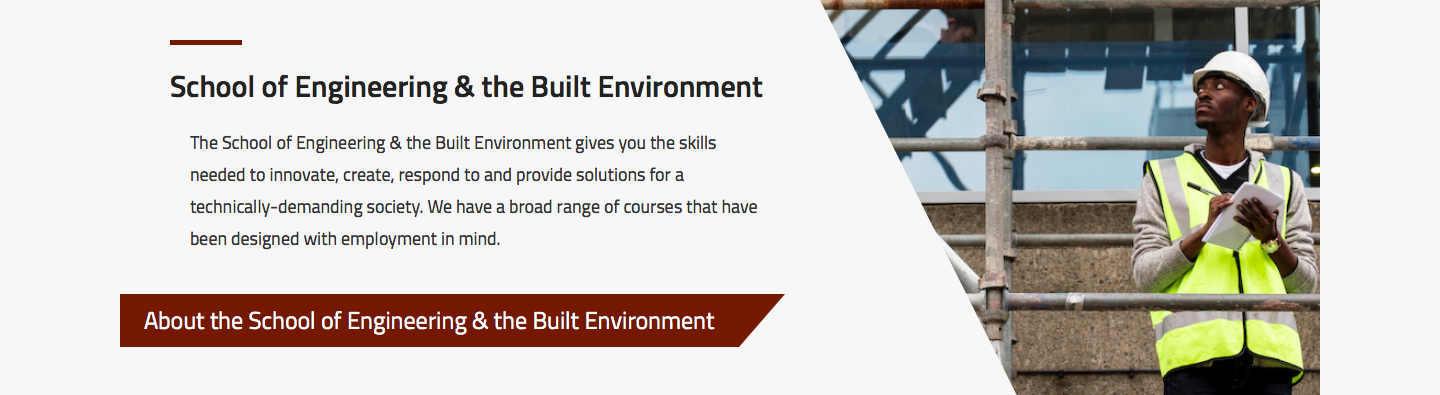 School of Engineering & the Built Environment
The School of Engineering & the Built Environment gives you the skills
needed to innovate, create, respond to and provide solutions for a
technically-demanding society. We have a broad range of courses that have
been designed with employment in mind.
About the School of Engineering & the Built Environment